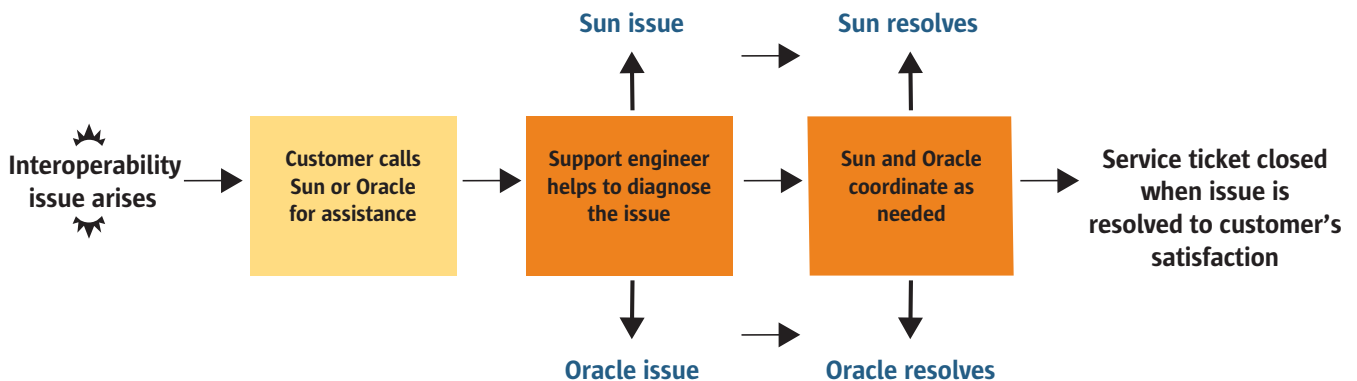 Sun issue
Sun resolves
Interoperability
issue arises
Customer calls
Sun or Oracle
for assistance
Support engineer
helps to diagnose
the issue
Sun and Oracle
coordinate as
needed
Service ticket closed
when issue is
resolved to customer’s
satisfaction
Oracle issue
Oracle resolves